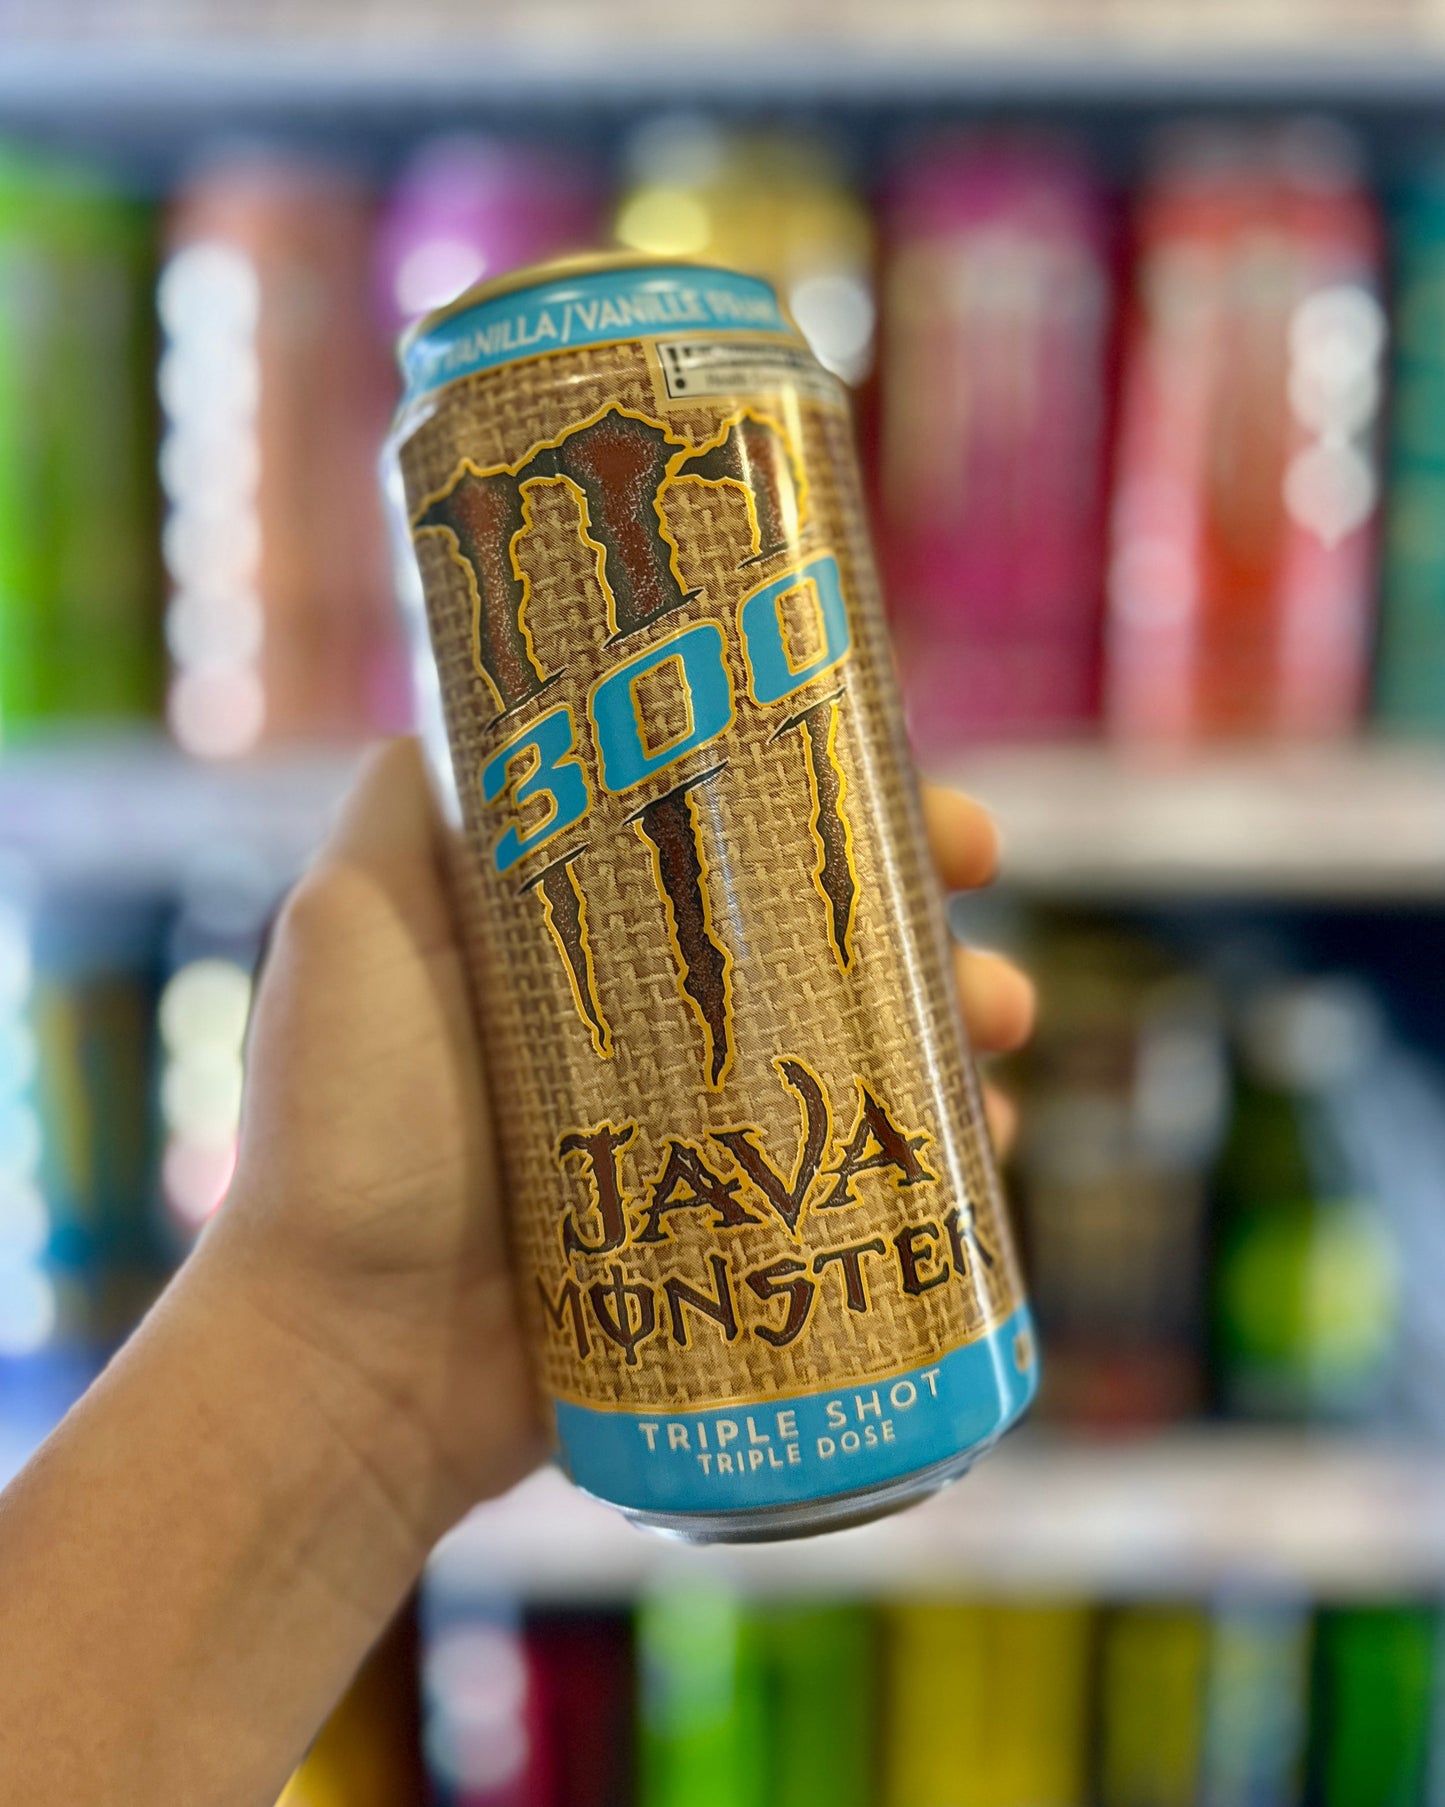 VANILLA/VANILLE
300
JAVA
MONSTER
TRIPLE SHOT
TRIPLE DOSE